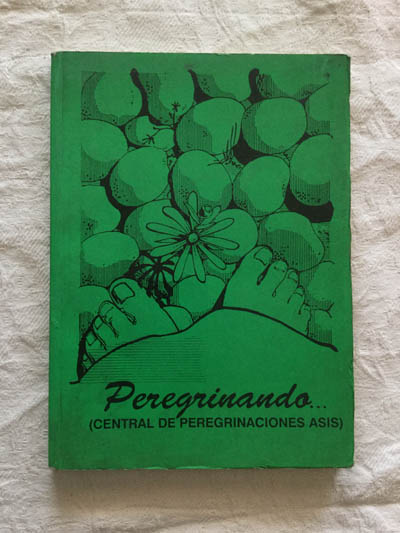 Peregrinando...
(CENTRAL DE PEREGRINACIONES ASIS)